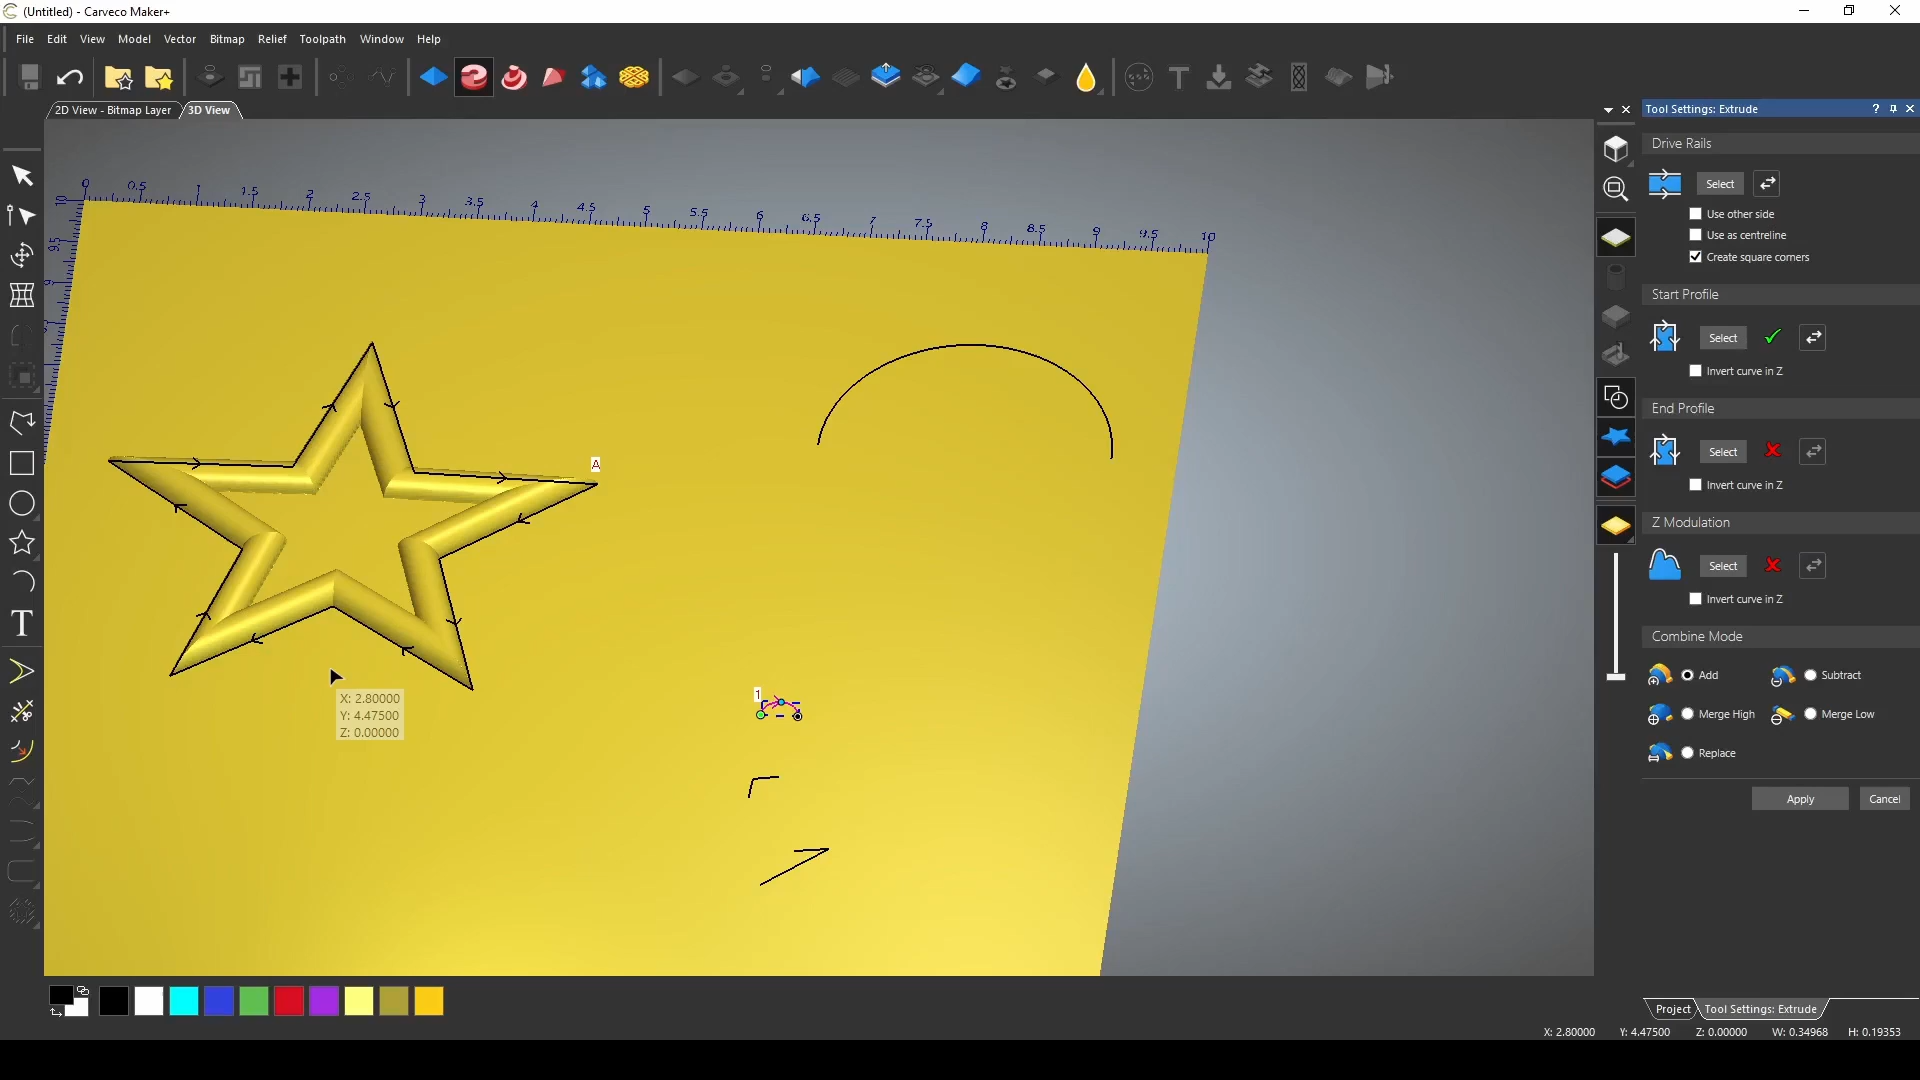 (Untitled) - Carveco Maker+
File Edit View Model Vector Bitmap Relief Toolpath Window Help
2D View - Bitmap Layer 3D View
Tool Settings: Extrude
Drive Rails
Select
Use other side
Use as centreline
Create square corners
Start Profile
Select
Invert curve in Z
End Profile
Select
Invert curve in Z
Z Modulation
Select
Invert curve in Z
Combine Mode
Add Subtract
Merge High Merge Low
Replace
Apply Cancel
0 0.5 1 1.5 2 2.5 3 3.5 4 4.5 5 5.5 6 6.5 7 7.5 8 8.5 9 9.5 10
10
9.5
9
A
1
X: 2.80000
Y: 4.47500
Z: 0.00000
T
Project Tool Settings: Extrude
X: 2.80000 Y: 4.47500 Z: 0.00000 W: 0.34968 H: 0.19353